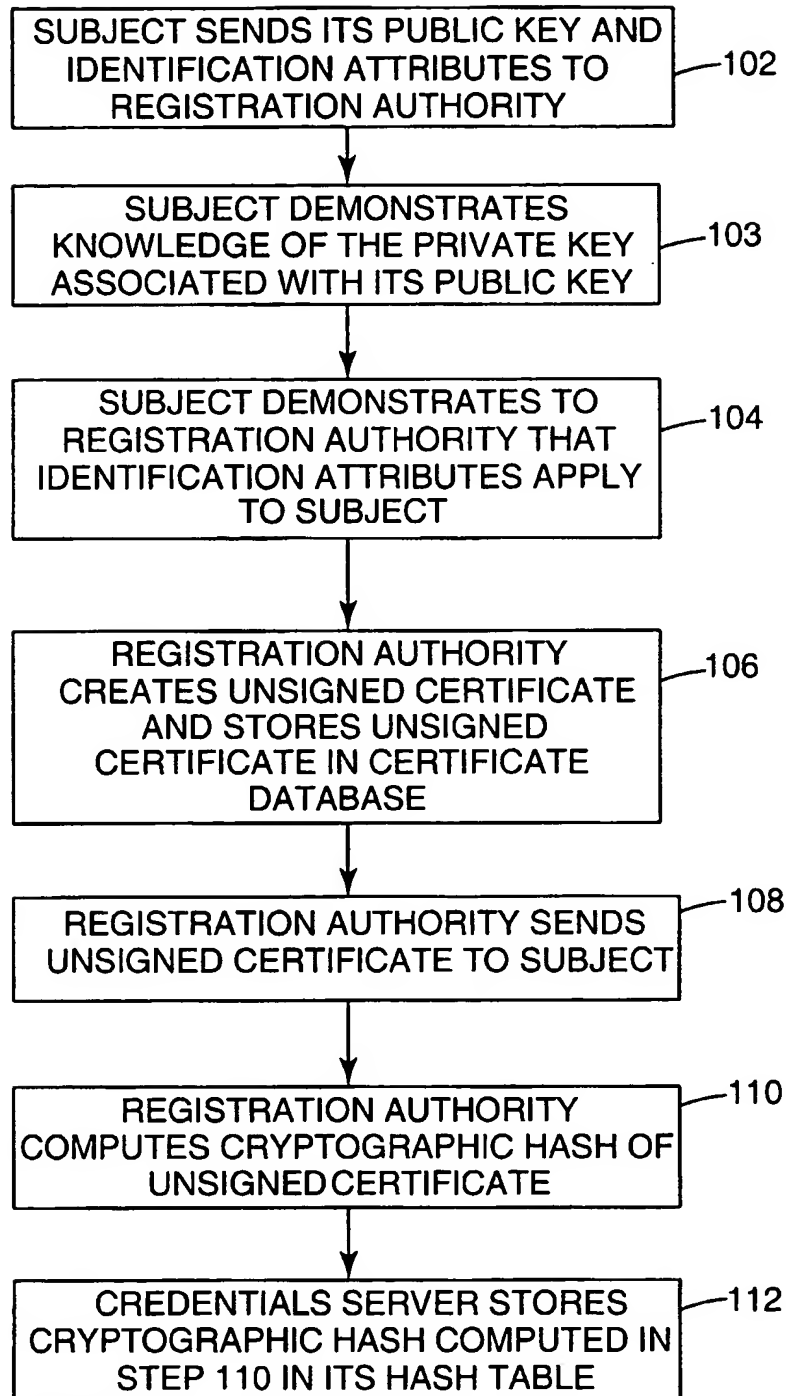 SUBJECT SENDS ITS PUBLIC KEY AND
IDENTIFICATION ATTRIBUTES TO
REGISTRATION AUTHORITY
102
SUBJECT DEMONSTRATES
KNOWLEDGE OF THE PRIVATE KEY
ASSOCIATED WITH ITS PUBLIC KEY
103
SUBJECT DEMONSTRATES TO
REGISTRATION AUTHORITY THAT
IDENTIFICATION ATTRIBUTES APPLY
TO SUBJECT
104
REGISTRATION AUTHORITY
CREATES UNSIGNED CERTIFICATE
AND STORES UNSIGNED
CERTIFICATE IN CERTIFICATE
DATABASE
106
REGISTRATION AUTHORITY SENDS
UNSIGNED CERTIFICATE TO SUBJECT
108
REGISTRATION AUTHORITY
COMPUTES CRYPTOGRAPHIC HASH OF
UNSIGNED CERTIFICATE
110
CREDENTIALS SERVER STORES
CRYPTOGRAPHIC HASH COMPUTED IN
STEP 110 IN ITS HASH TABLE
112